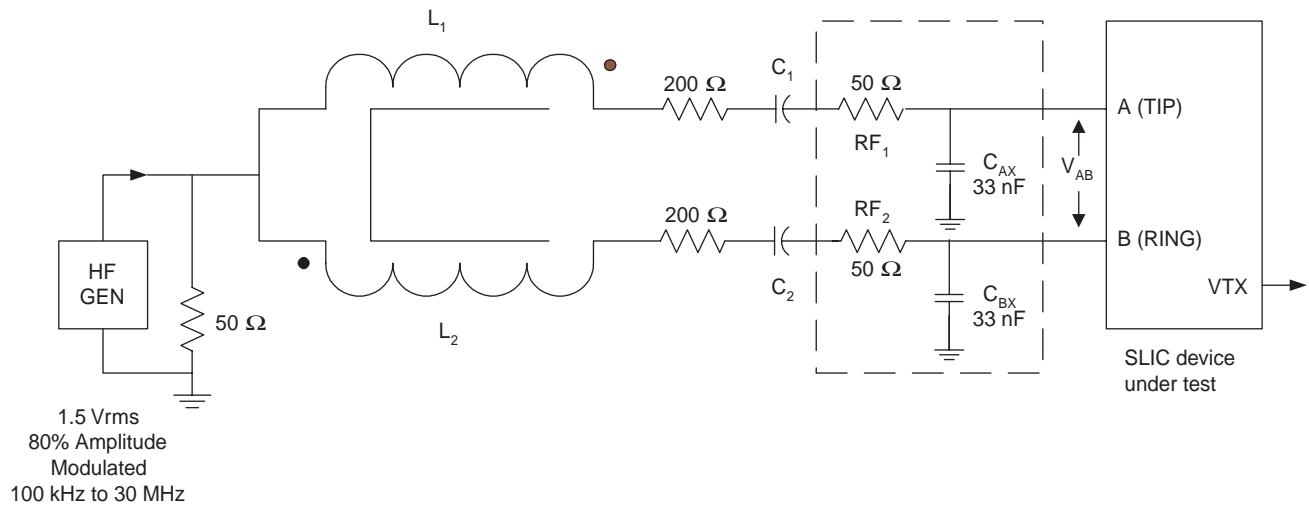 L1
200 Ω
C1
50 Ω
RF1
A (TIP)
CAX
33 nF
VAB
HF
GEN
50 Ω
200 Ω
C2
RF2
50 Ω
B (RING)
CBX
33 nF
VTX
L2
SLIC device
under test
1.5 Vrms
80% Amplitude
Modulated
100 kHz to 30 MHz